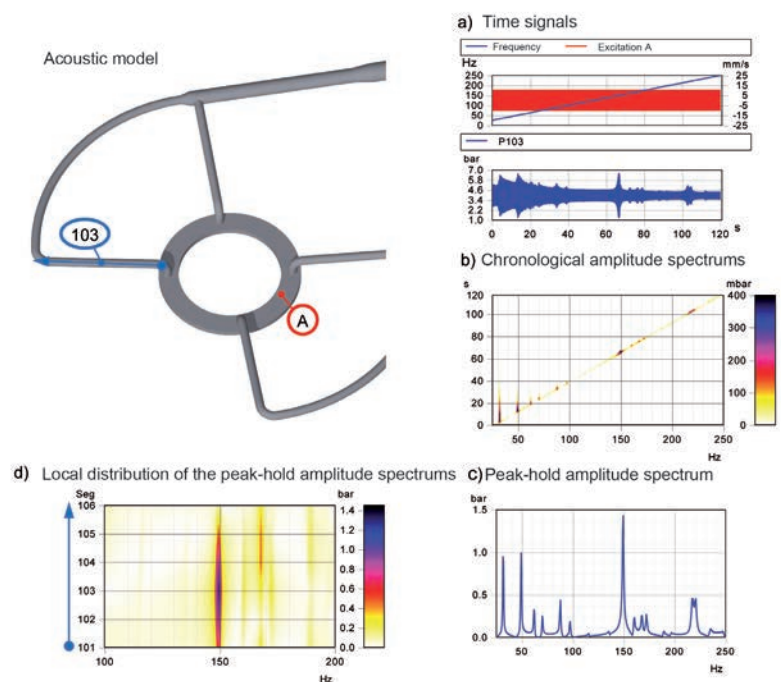 Acoustic model
103
A
a) Time signals
Frequency Excitation A
Hz mm/s
250 25
200 15
150 5
100 -5
50 -15
0 -25
P103
bar
7.0
5.8
4.6
3.4
2.2
1.0
0 20 40 60 80 100 120 s
b) Chronological amplitude spectrums
s mbar
120 400
100
80 300
60 200
40
20 100
0 0
50 100 150 200 250
Hz
d) Local distribution of the peak-hold amplitude spectrums
Seg bar
106 1.4
105 1.2
104 1.0
103 0.8
0.6
102 0.4
0.2
101 0.0
100 150 200
Hz
c) Peak-hold amplitude spectrum
bar
1.5
1.0
0.5
0.0
50 100 150 200 250
Hz